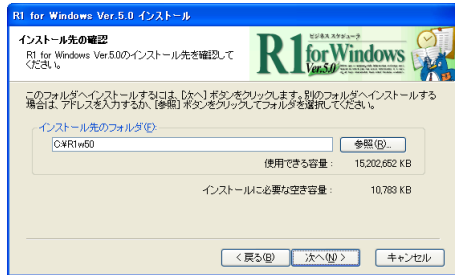 R1 for Windows Ver.5.0 インストール
インストール先の確認
R1 for Windows Ver.5.0のインストール先を確認して
ください。
ビジネス スケジュール
R1 for Windows
Ver.5.0
このフォルダへインストールするには、[次へ] ボタンをクリックします。別のフォルダへインストールする
場合は、アドレスを入力するか、[参照] ボタンをクリックしてフォルダを選択してください。
インストール先のフォルダ(F):
C:¥R1w50
参照(R)...
使用できる容量: 15,202,652 KB
インストールに必要な空き容量: 10,783 KB
< 戻る(B)
次へ(N) >
キャンセル